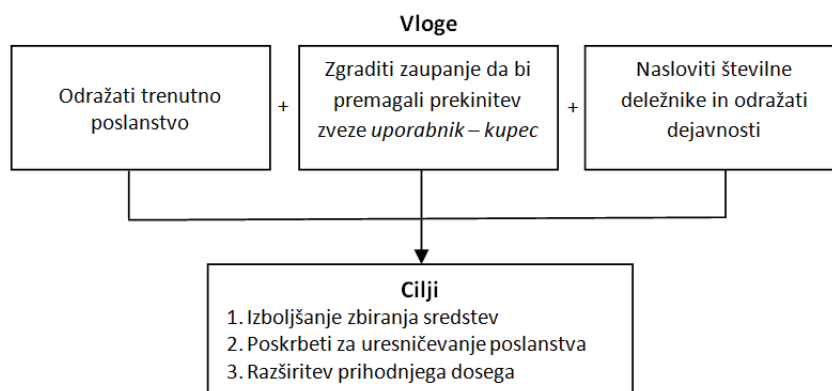 Vloge
Odražati trenutno
poslanstvo
+
Zgraditi zaupanje da bi
premagali prekinitev
zveze uporabnik – kupec
+
Nasloviti številne
deležnike in odražati
dejavnosti
Cilji
1. Izboljšanje zbiranja sredstev
2. Poskrbeti za uresničevanje poslanstva
3. Razširitev prihodnjega dosega